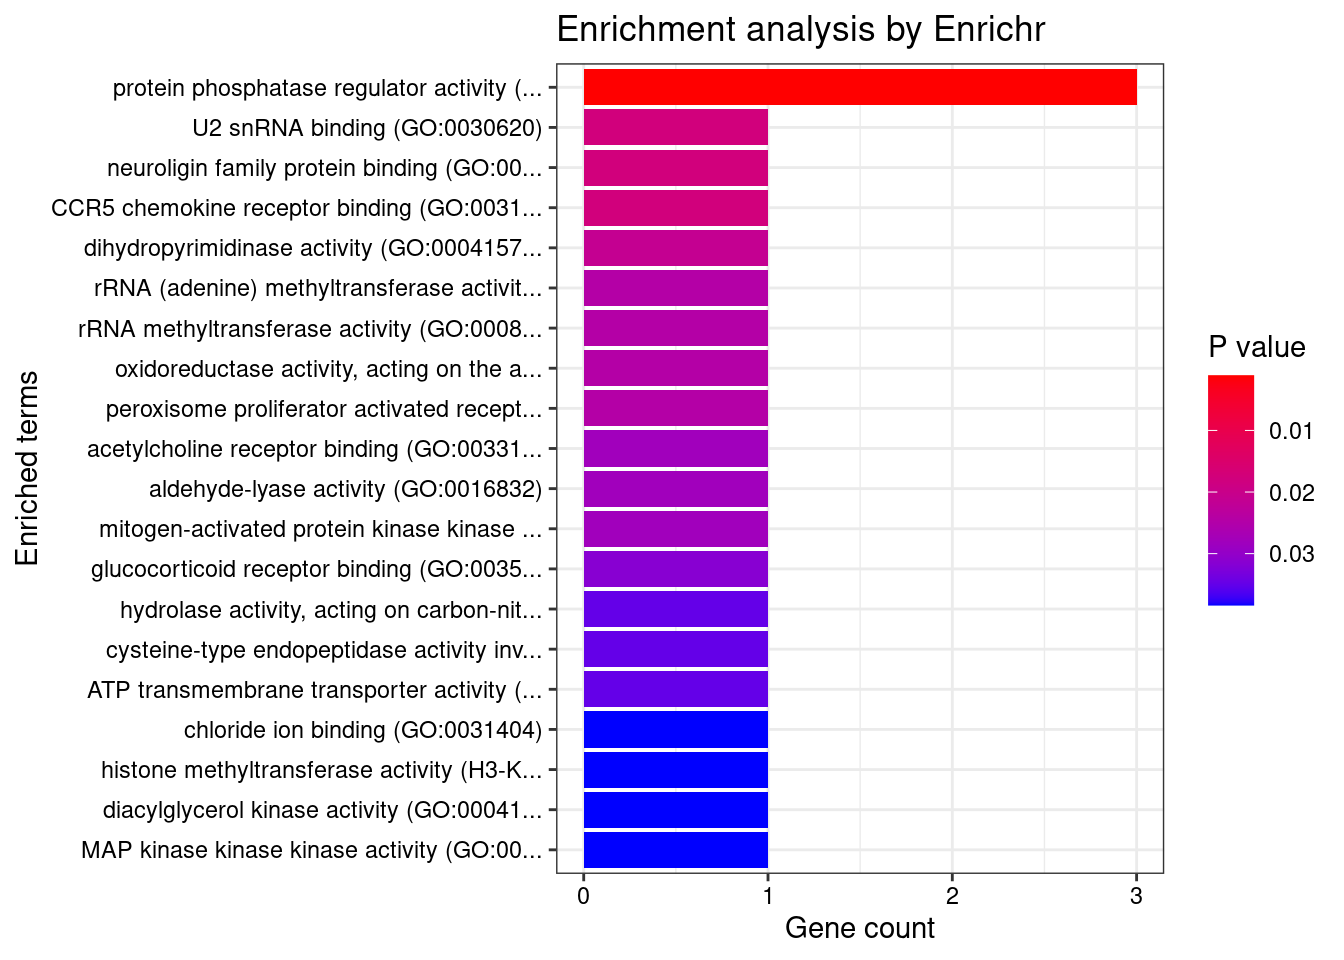 Enrichment analysis by Enrichr
protein phosphatase regulator activity (...
U2 snRNA binding (GO:0030620)
neuroligin family protein binding (GO:00...
CCR5 chemokine receptor binding (GO:0031...
dihydropyrimidinase activity (GO:0004157...
rRNA (adenine) methyltransferase activit...
rRNA methyltransferase activity (GO:0008...
oxidoreductase activity, acting on the a...
peroxisome proliferator activated recept...
acetylcholine receptor binding (GO:00331...
aldehyde-lyase activity (GO:0016832)
mitogen-activated protein kinase kinase ...
glucocorticoid receptor binding (GO:0035...
hydrolase activity, acting on carbon-nit...
cysteine-type endopeptidase activity inv...
ATP transmembrane transporter activity (...
chloride ion binding (GO:0031404)
histone methyltransferase activity (H3-K...
diacylglycerol kinase activity (GO:00041...
MAP kinase kinase kinase activity (GO:00...
Enriched terms
0 1 2 3
Gene count
P value
0.01
0.02
0.03